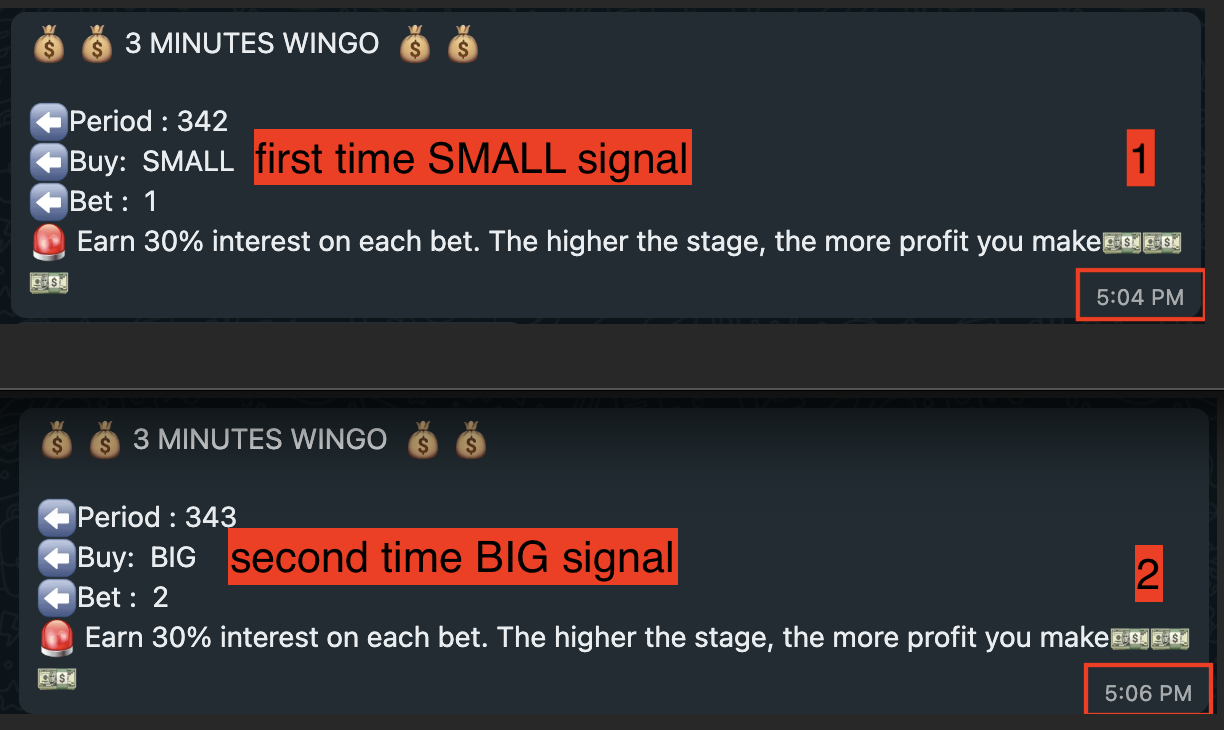 💰 💰 3 MINUTES WINGO 💰 💰
⬅️Period : 342
⬅️Buy: SMALL first time SMALL signal 1
⬅️Bet : 1
🚨 Earn 30% interest on each bet. The higher the stage, the more profit you make💵💵
💵
5:04 PM
💰 💰 3 MINUTES WINGO 💰 💰
⬅️Period : 343
⬅️Buy: BIG second time BIG signal 2
⬅️Bet : 2
🚨 Earn 30% interest on each bet. The higher the stage, the more profit you make💵💵
💵
5:06 PM